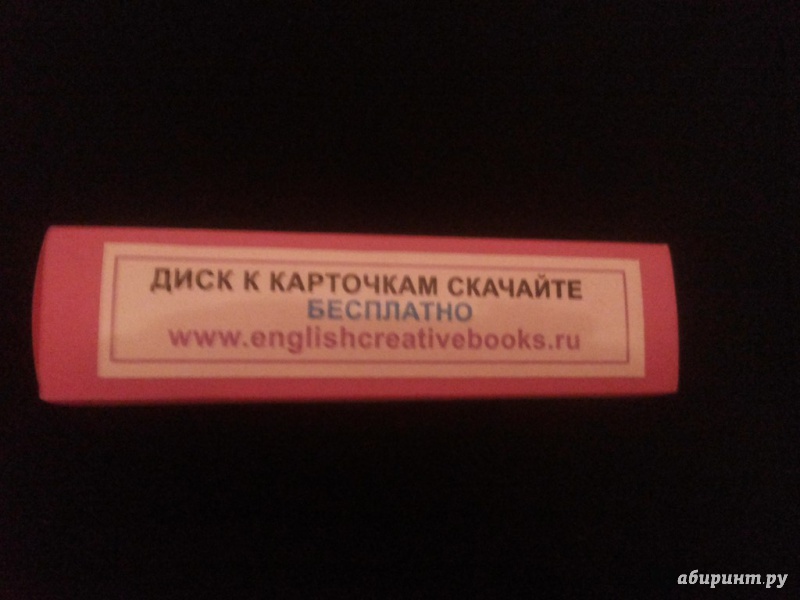 ДИСК К КАРТОЧКАМ СКАЧАЙТЕ
БЕСПЛАТНО
www.englishcreativebooks.ru
абиринт.ру